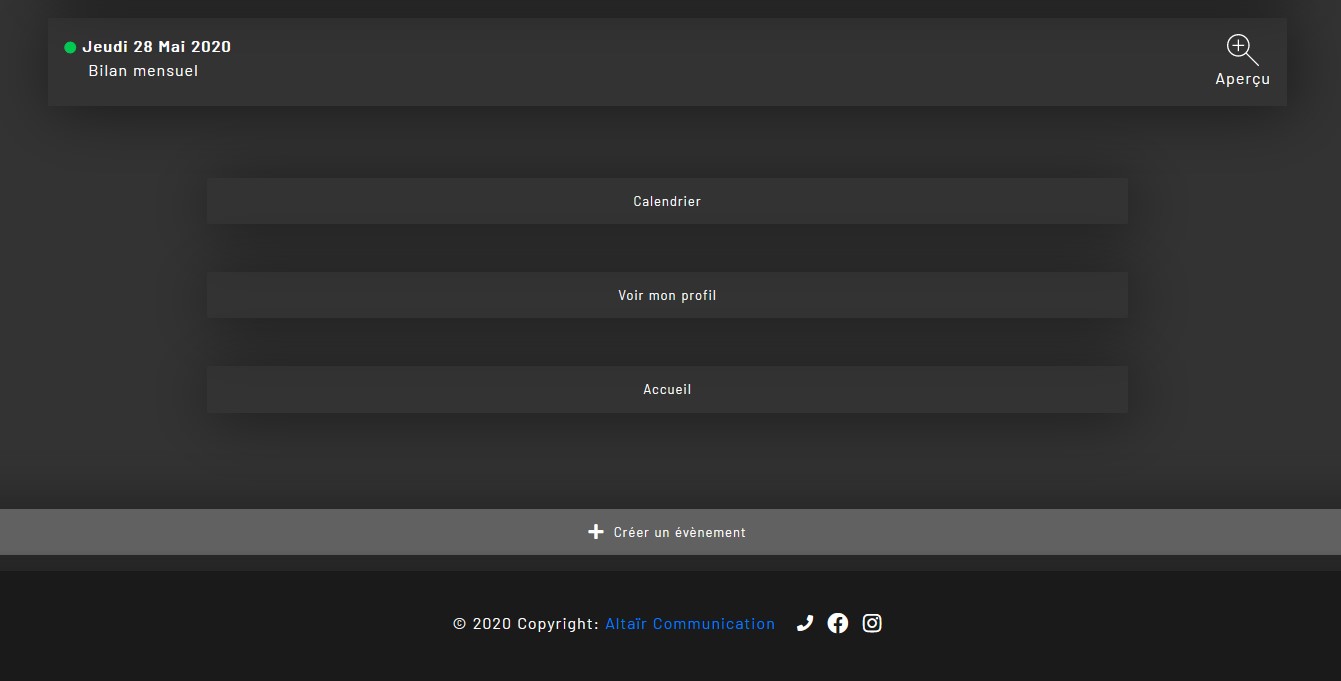 Jeudi 28 Mai 2020
Bilan mensuel
Aperçu
Calendrier
Voir mon profil
Accueil
Créer un évènement
© 2020 Copyright: Altaïr Communication